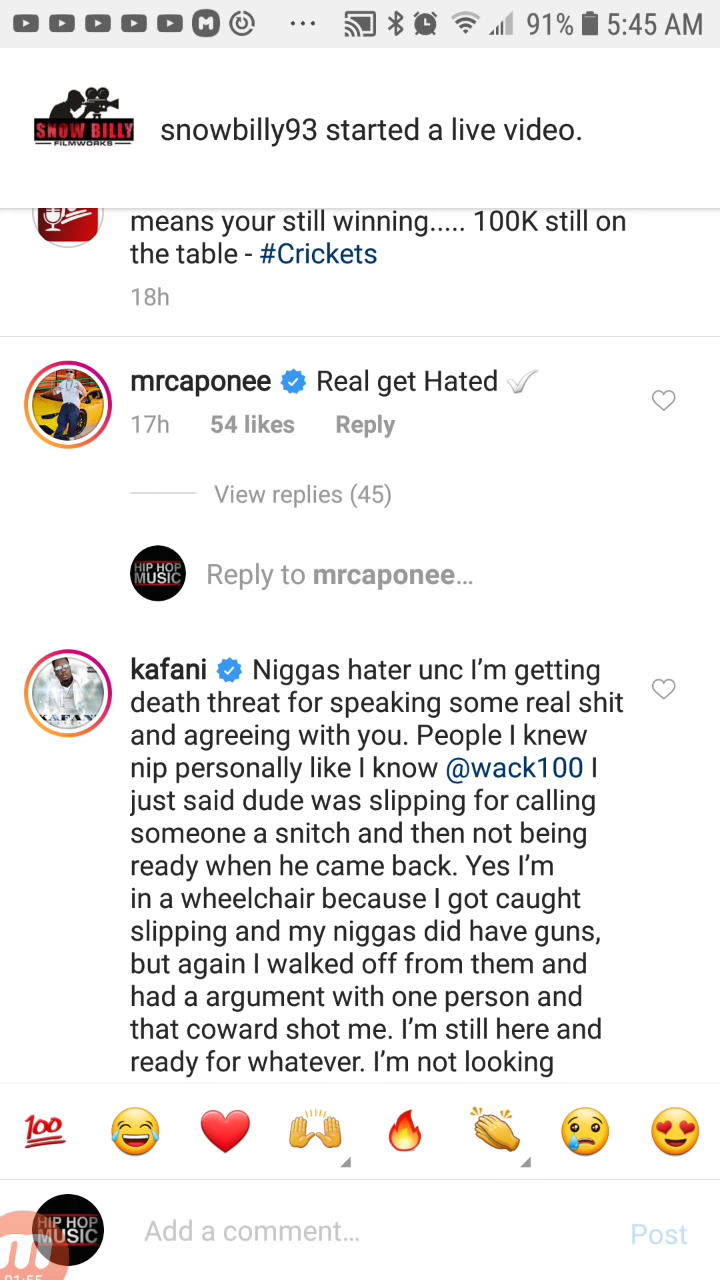 91% 5:45 AM
SNOW BILLY
FILMWORKS
snowbilly93 started a live video.
means your still winning..... 100K still on
the table - #Crickets
18h
mrcaponee Real get Hated
17h 54 likes Reply
View replies (45)
HIP HOP
MUSIC
Reply to mrcaponee...
kafani Niggas hater unc I'm getting
death threat for speaking some real shit
and agreeing with you. People I knew
nip personally like I know @wack100 I
just said dude was slipping for calling
someone a snitch and then not being
ready when he came back. Yes I'm
in a wheelchair because I got caught
slipping and my niggas did have guns,
but again I walked off from them and
had a argument with one person and
that coward shot me. I'm still here and
ready for whatever. I'm not looking
KAFANI
100
HIP HOP
MUSIC
Add a comment...
Post
01:55